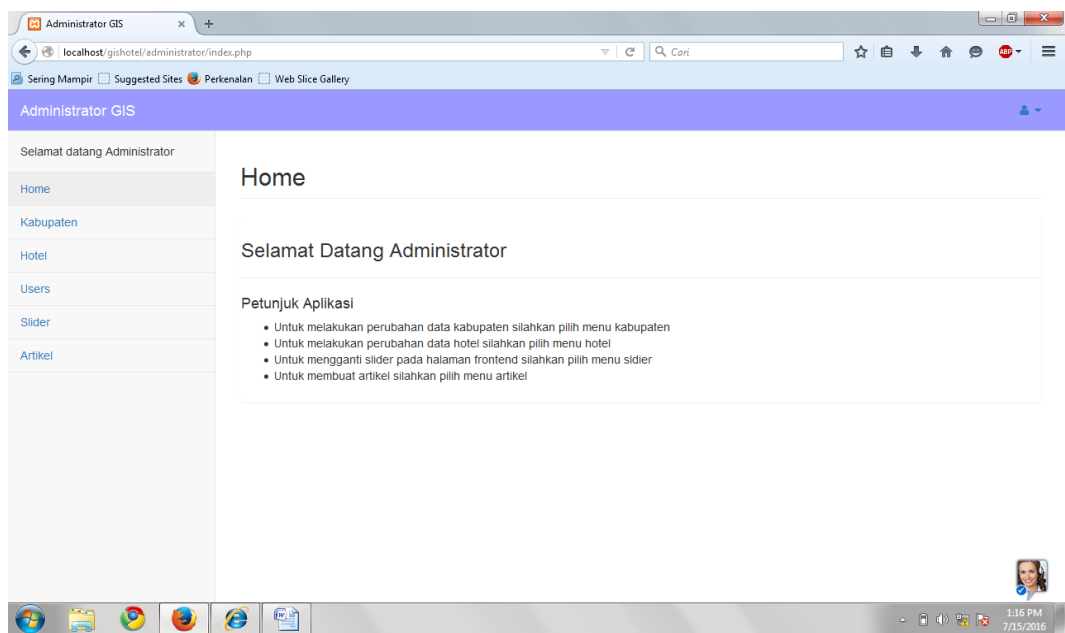 Administrator GIS
localhost/gishotel/administrator/index.php
Cari
ABP
Sering Mampir Suggested Sites Perkenalan Web Slice Gallery
Administrator GIS
Selamat datang Administrator
Home
Kabupaten
Hotel
Users
Slider
Artikel
Home
Selamat Datang Administrator
Petunjuk Aplikasi
• Untuk melakukan perubahan data kabupaten silahkan pilih menu kabupaten
• Untuk melakukan perubahan data hotel silahkan pilih menu hotel
• Untuk mengganti slider pada halaman frontend silahkan pilih menu sldier
• Untuk membuat artikel silahkan pilih menu artikel
1:16 PM
7/15/2016